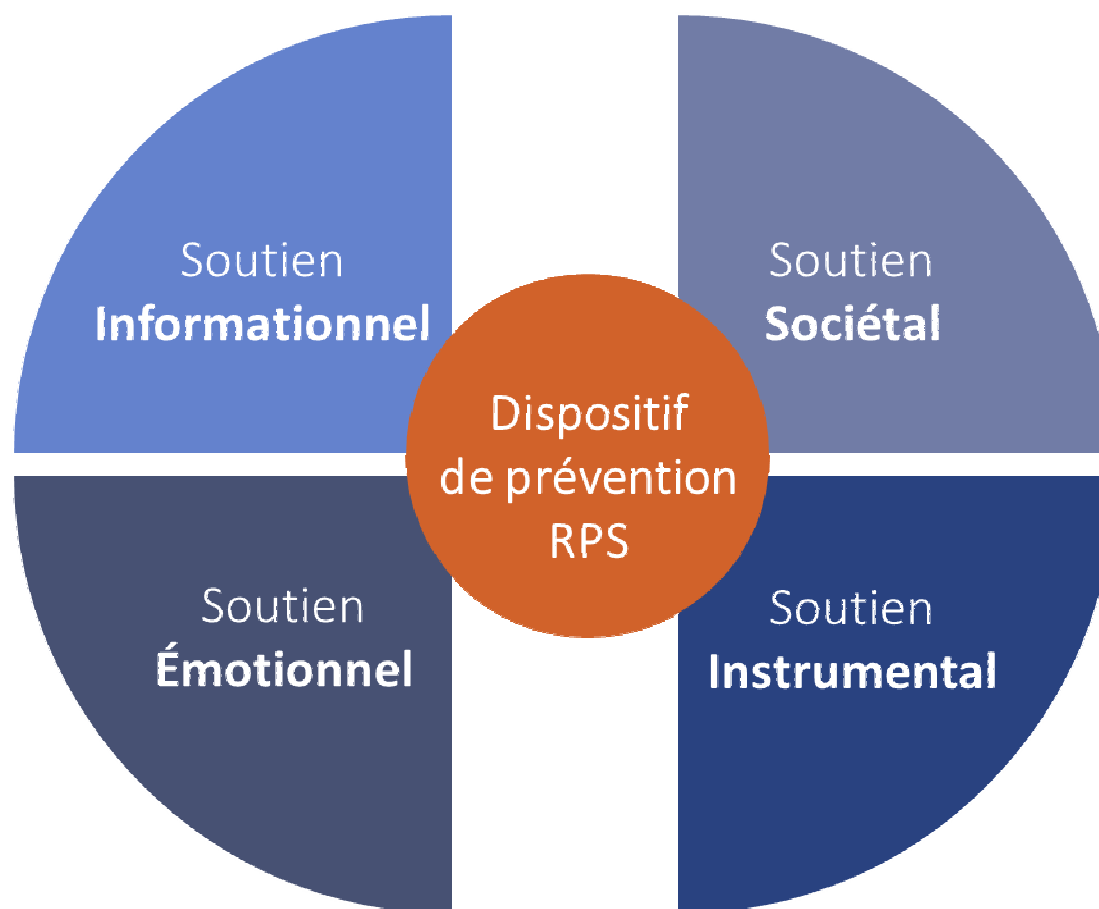 Soutien
Informationnel
Soutien
Sociétal
Dispositif
de prévention
RPS
Soutien
Émotionnel
Soutien
Instrumental